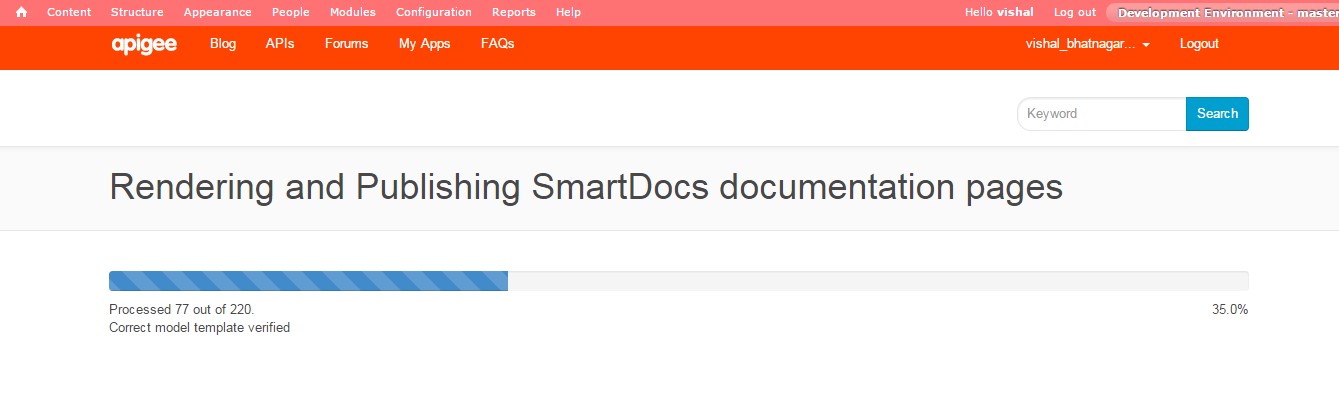 Content Structure Appearance People Modules Configuration Reports Help Hello vishal Log out Development Environment - master
apigee Blog APIs Forums My Apps FAQs vishal_bhatnagar... Logout
Keyword Search
Rendering and Publishing SmartDocs documentation pages
Processed 77 out of 220. 35.0%
Correct model template verified